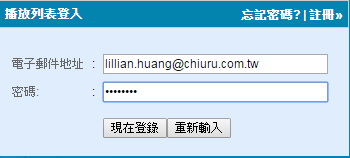 播放列表登入 忘記密碼? | 註冊»
電子郵件地址 : lillian.huang@chiuru.com.tw
密碼: : ••••••••
現在登錄 重新輸入